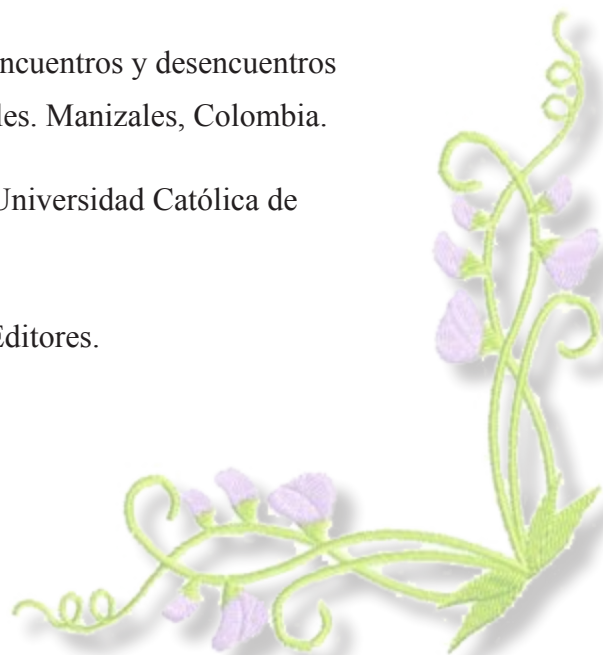 ncuentros y desencuentros
les. Manizales, Colombia.
Universidad Católica de
Editores.